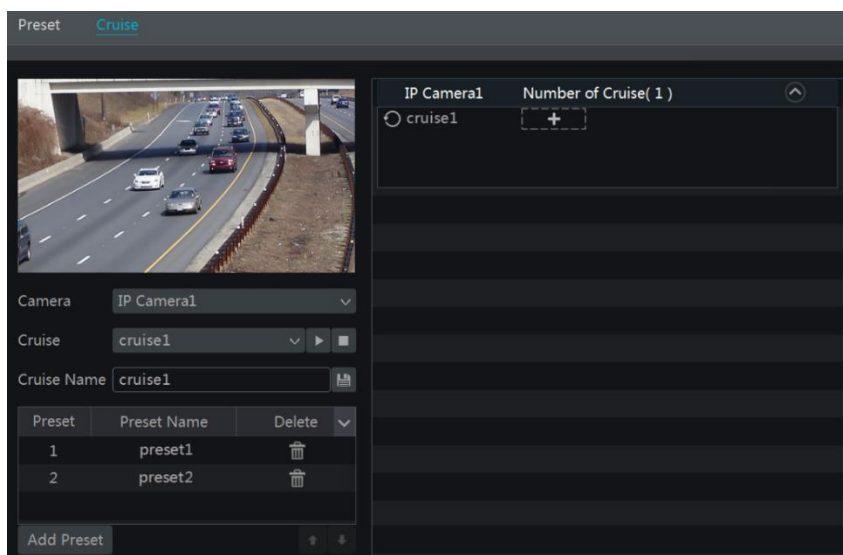 Preset Cruise
IP Camera1 Number of Cruise( 1 )
cruise1
Camera IP Camera1
Cruise cruise1
Cruise Name cruise1
Preset Preset Name Delete
1 preset1
2 preset2
Add Preset